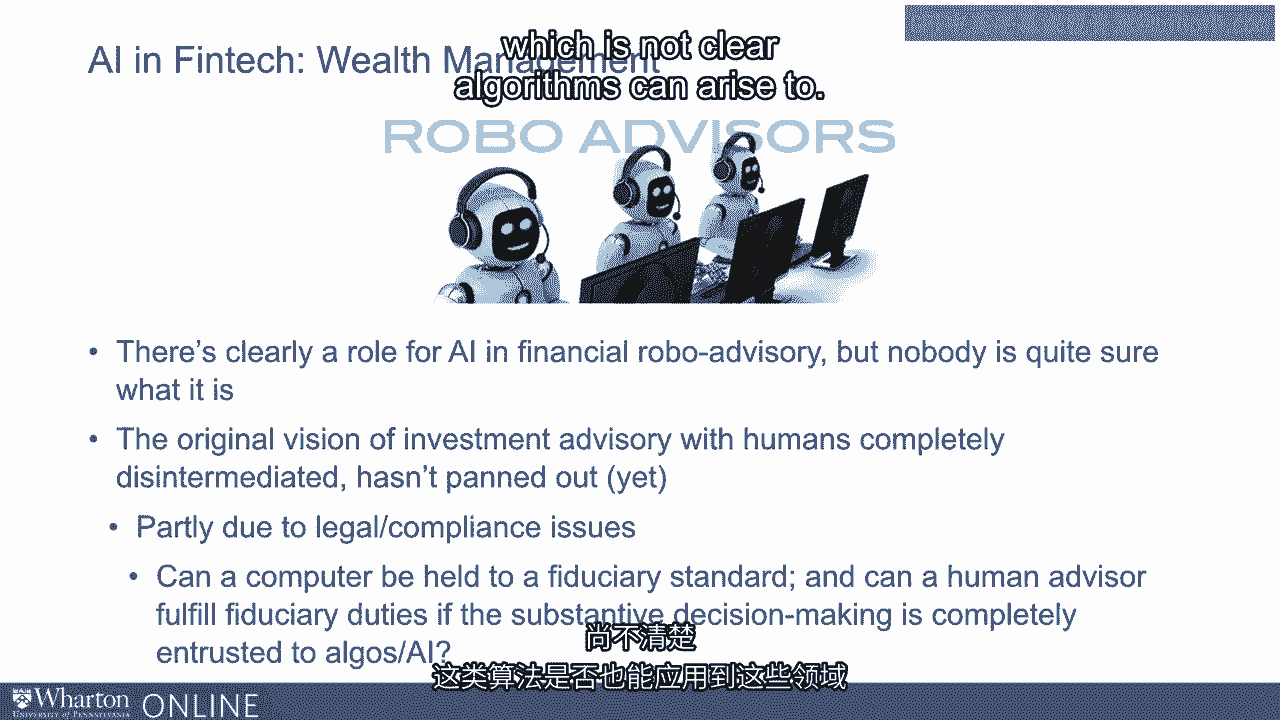 which is not clear
AI in Fintech: Wealth Management
algorithms can arise to.
ROBO ADVISORS
• There's clearly a role for AI in financial robo-advisory, but nobody is quite sure
what it is
• The original vision of investment advisory with humans completely
disintermediated, hasn't panned out (yet)
• Partly due to legal/compliance issues
• Can a computer be held to a fiduciary standard; and can a human advisor
fulfill fiduciary duties if the substantive decision-making is completely
尚不清楚
entrusted to algos/AI?
这类算法是否也能应用到这些领域
Wharton ONLINE
UNIVERSITY of PENNSYLVANIA